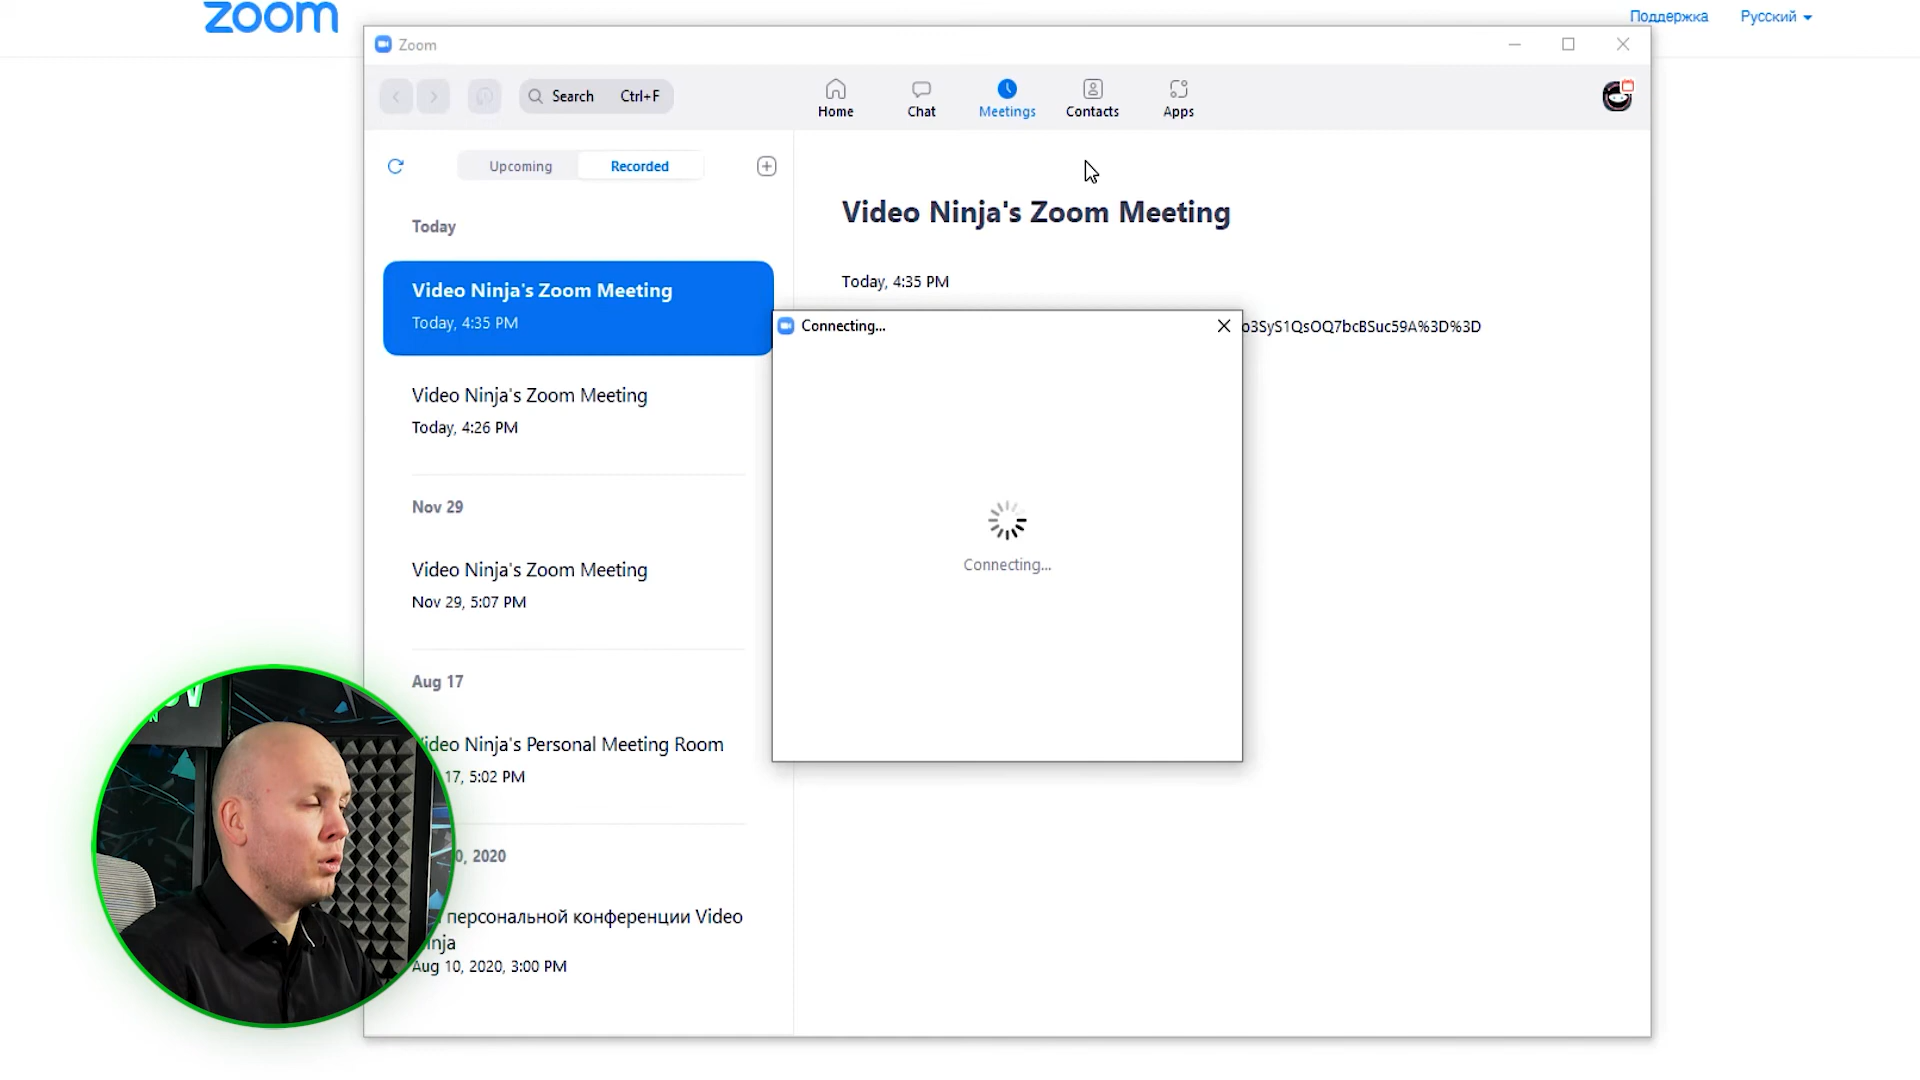 zoom
Поддержка
Русский
Zoom
Search Ctrl+F
Home
Chat
Meetings
Contacts
Apps
Upcoming
Recorded
Today
Video Ninja's Zoom Meeting
Today, 4:35 PM
Video Ninja's Zoom Meeting
Today, 4:26 PM
Nov 29
Video Ninja's Zoom Meeting
Nov 29, 5:07 PM
Aug 17
ideo Ninja's Personal Meeting Room
17, 5:02 PM
0, 2020
персональной конференции Video
inja
Aug 10, 2020, 3:00 PM
Video Ninja's Zoom Meeting
Today, 4:35 PM
o3SyS1QsOQ7bcBSuc59A%3D%3D
Connecting...
Connecting...